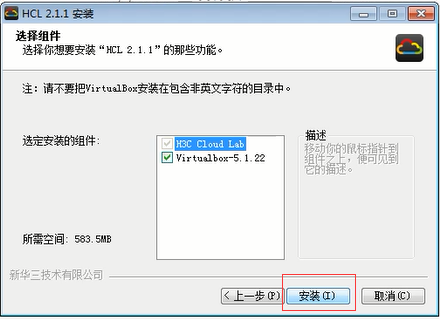 HCL 2.1.1 安装
选择组件
选择你想要安装“HCL 2.1.1”的那些功能。
注：请不要把VirtualBox安装在包含非英文字符的目录中。
选定安装的组件:
H3C Cloud Lab
Virtualbox-5.1.22
描述
移动你的鼠标指针到
组件之上，便可见到
它的描述。
所需空间: 583.5MB
新华三技术有限公司
< 上一步(P)
安装(I)
取消(C)